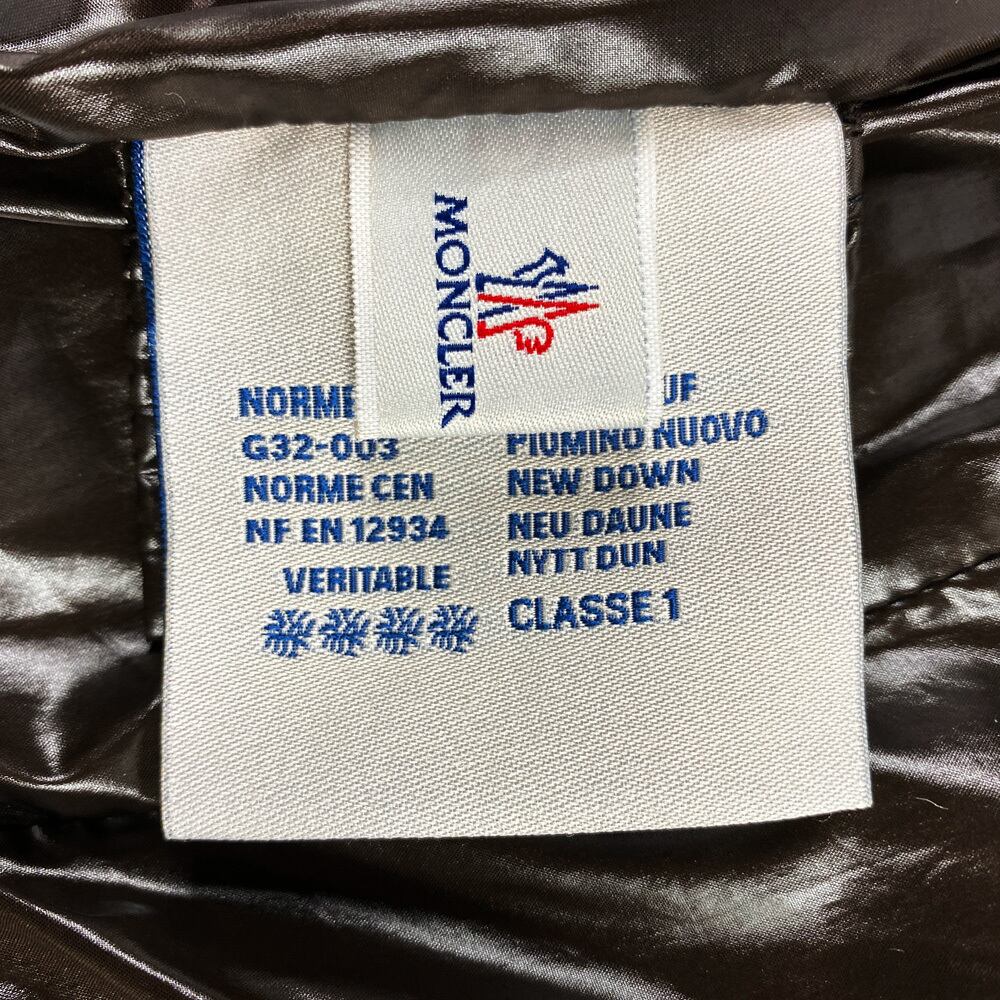 MONCLER
NORME
G32-003
NORME CEN
NF EN 12934
VERITABLE
PIUMINO NUOVO
NEW DOWN
NEU DAUNE
NYTT DUN
CLASSE 1